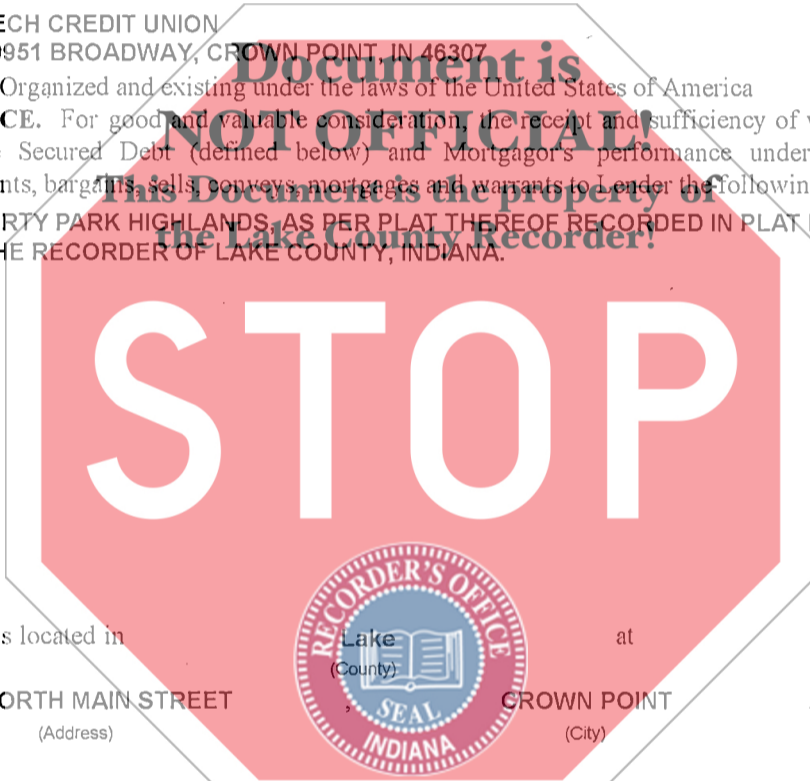 ECH CREDIT UNION
951 BROADWAY, CROWN POINT, IN 46307
Document is
Organized and existing under the laws of the United States of America
CE. For good and valuable consideration, the receipt and sufficiency of
NOT OFFICIAL!
Secured Debt (defined below) and Mortgagor's performance under
nts, bargains, sells, conveys, mortgages and warrants to Lender the followin
This Document is the property of
RTY PARK HIGHLANDS, AS PER PLAT THEREOF RECORDED IN PLAT
the Lake County Recorder!
HE RECORDER OF LAKE COUNTY, INDIANA.
STOP
RECORDER'S OFFICE
s located in Lake at
(County)
ORTH MAIN STREET , CROWN POINT
SEAL
(Address) (City)
INDIANA